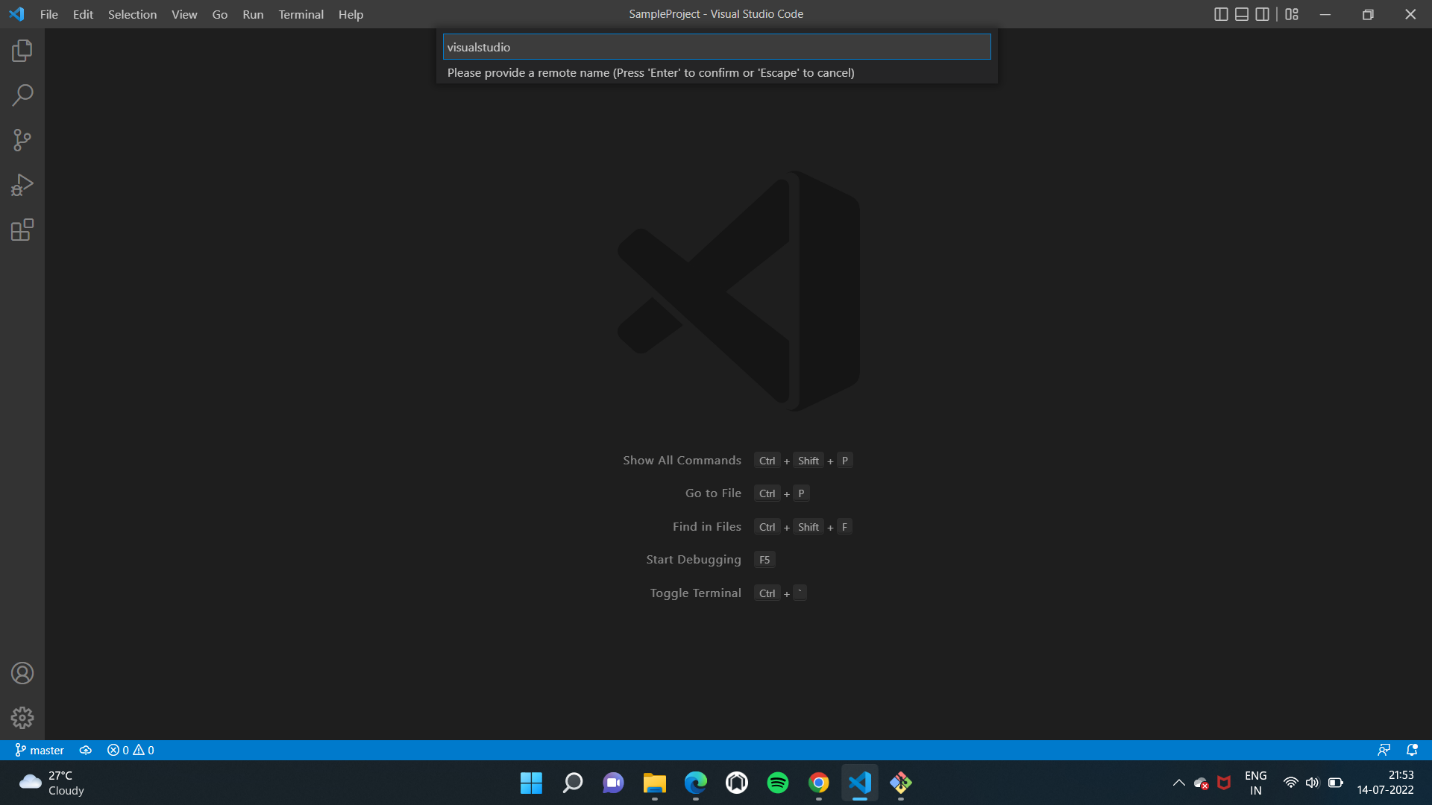 File Edit Selection View Go Run Terminal Help
SampleProject - Visual Studio Code
visualstudio
Please provide a remote name (Press 'Enter' to confirm or 'Escape' to cancel)
Show All Commands Ctrl + Shift + P
Go to File Ctrl + P
Find in Files Ctrl + Shift + F
Start Debugging F5
Toggle Terminal Ctrl + `
master 0 0
27°C
Cloudy
ENG
IN
21:53
14-07-2022